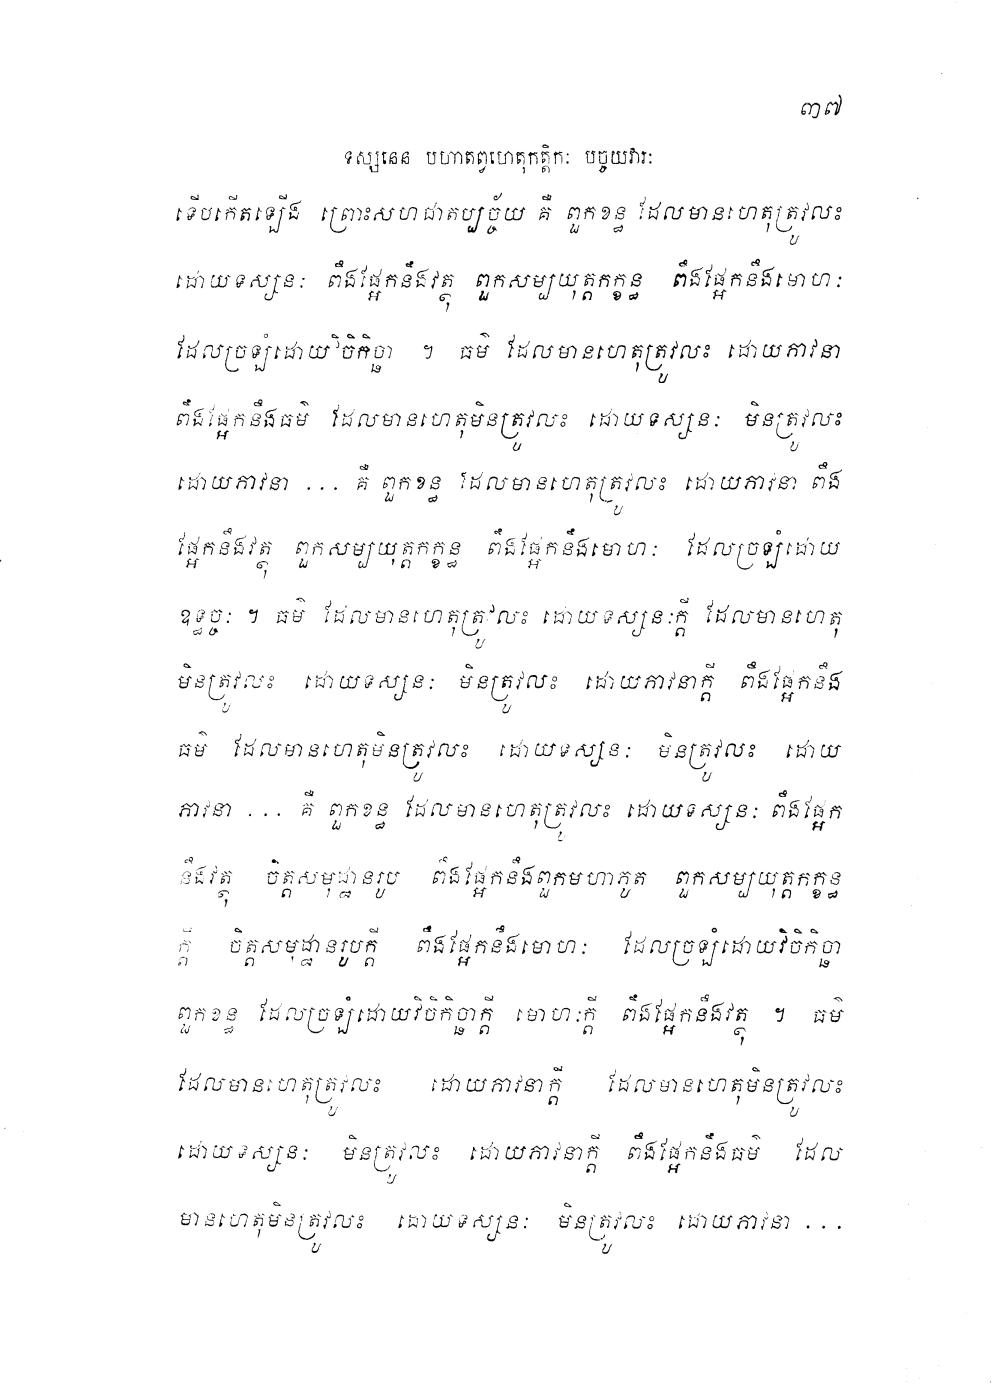 ៣៧
ទស្សនេន បហាតព្វហេតុកត្តិកៈ បច្ចយវារៈ
ទើបកើតឡើង ព្រោះសហជាតប្បច្ច័យ គឺ ពួកខន្ធ ដែលមានហេតុត្រូវលះ
ដោយទស្សនៈ ពឹងផ្អែកនឹងវត្ថុ ពួកសម្បយុត្តកក្ខន្ធ ពឹងផ្អែកនឹងមោហៈ
ដែលច្រឡំដោយវិចិកិច្ឆា ។ ធម៌ ដែលមានហេតុត្រូវលះ ដោយភាវនា
ពឹងផ្អែកនឹងធម៌ ដែលមានហេតុមិនត្រូវលះ ដោយទស្សនៈ មិនត្រូវលះ
ដោយភាវនា ... គឺ ពួកខន្ធ ដែលមានហេតុត្រូវលះ ដោយភាវនា ពឹង
ផ្អែកនឹងវត្ថុ ពួកសម្បយុត្តកក្ខន្ធ ពឹងផ្អែកនឹងមោហៈ ដែលច្រឡំដោយ
ឧទ្ធច្ចៈ ។ ធម៌ ដែលមានហេតុត្រូវលះ ដោយទស្សនៈក្តី ដែលមានហេតុ
មិនត្រូវលះ ដោយទស្សនៈ មិនត្រូវលះ ដោយភាវនាក្តី ពឹងផ្អែកនឹង
ធម៌ ដែលមានហេតុមិនត្រូវលះ ដោយទស្សនៈ មិនត្រូវលះ ដោយ
ភាវនា ... គឺ ពួកខន្ធ ដែលមានហេតុត្រូវលះ ដោយទស្សនៈ ពឹងផ្អែក
នឹងវត្ថុ ចិត្តសមុដ្ឋានរូប ពឹងផ្អែកនឹងពួកមហាភូត ពួកសម្បយុត្តកក្ខន្ធ
ក្តី ចិត្តសមុដ្ឋានរូបក្តី ពឹងផ្អែកនឹងមោហៈ ដែលច្រឡំដោយវិចិកិច្ឆា
ពួកខន្ធ ដែលច្រឡំដោយវិចិកិច្ឆាក្តី មោហៈក្តី ពឹងផ្អែកនឹងវត្ថុ ។ ធម៌
ដែលមានហេតុត្រូវលះ ដោយភាវនាក្តី ដែលមានហេតុមិនត្រូវលះ
ដោយទស្សនៈ មិនត្រូវលះ ដោយភាវនាក្តី ពឹងផ្អែកនឹងធម៌ ដែល
មានហេតុមិនត្រូវលះ ដោយទស្សនៈ មិនត្រូវលះ ដោយភាវនា ...